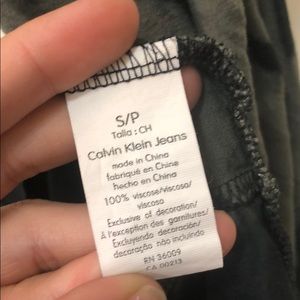 S/P
Talla : CH
Calvin Klein Jeans
made in China
fabriqué en Chine
hecho en China
100% viscose/viscose/
viscosa
Exclusive of decoration/
À l'exception des garnitures/
Excluyendo decoración/
decoração não incluindo
RN 36009
CA 00213